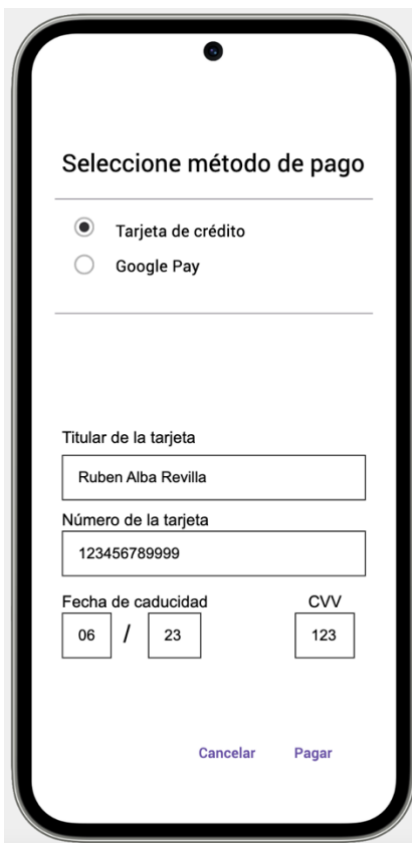 Seleccione método de pago
Tarjeta de crédito
Google Pay
Titular de la tarjeta
Ruben Alba Revilla
Número de la tarjeta
123456789999
Fecha de caducidad CVV
06 / 23 123
Cancelar Pagar